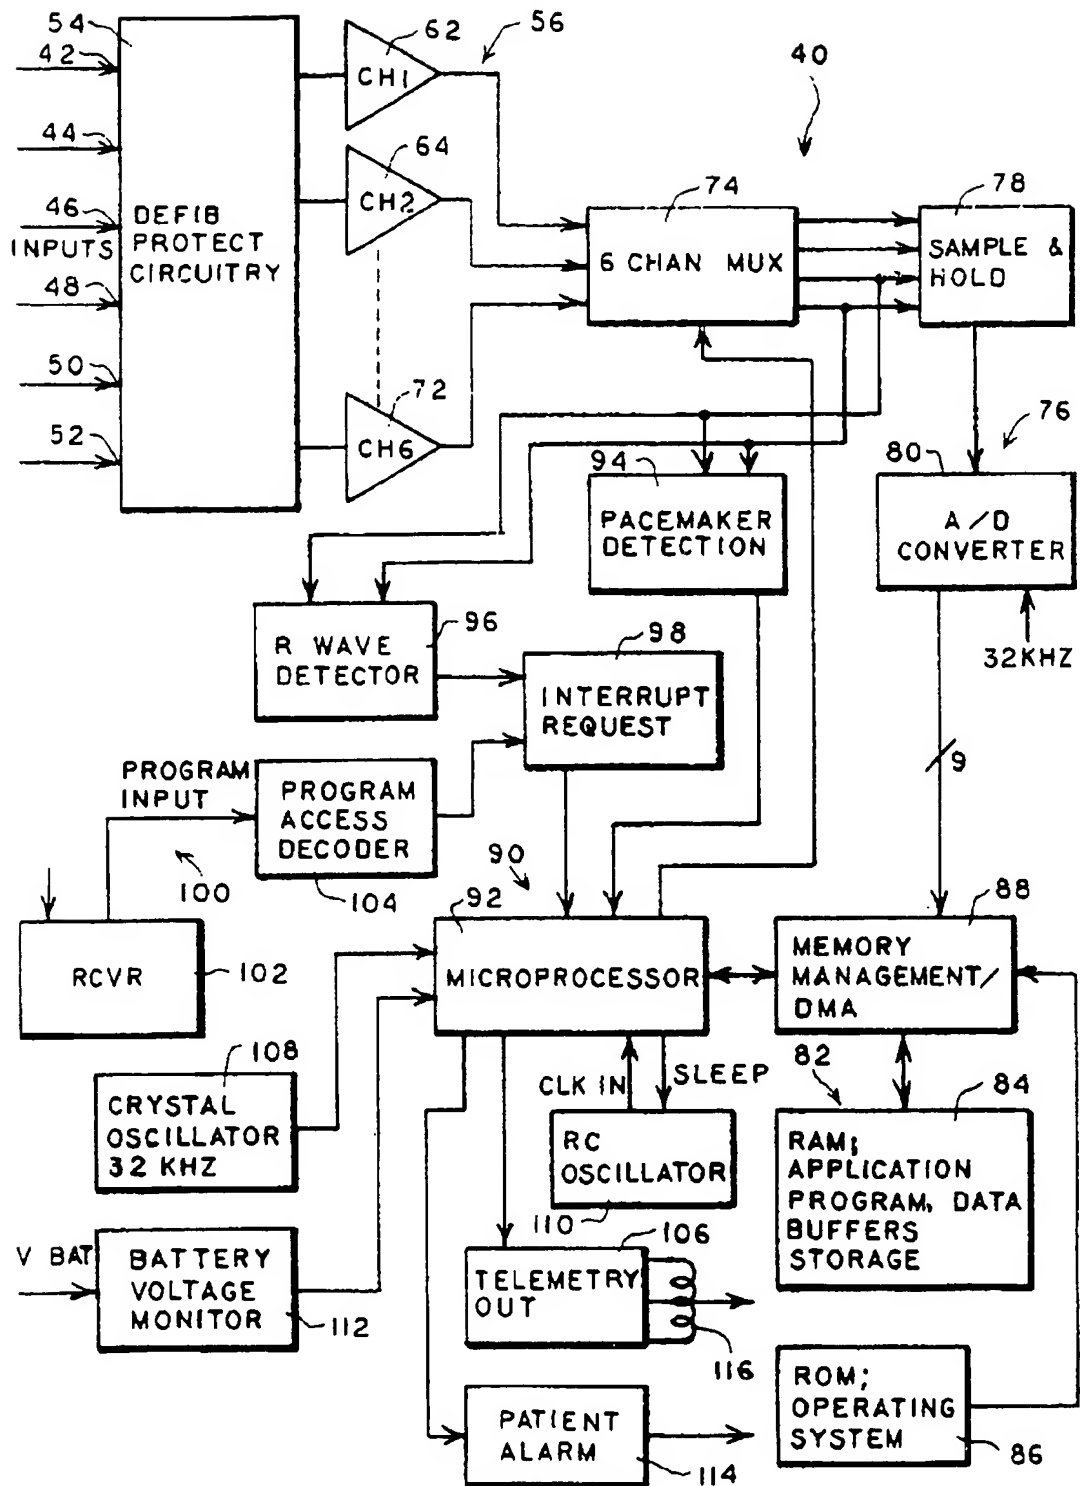 54
62
56
42
CH1
40
44
64
74
78
46
DEFIB
PROTECT
CIRCUITRY
CH2
INPUTS
6 CHAN MUX
SAMPLE &
HOLD
48
50
72
76
52
CH6
94
80
PACEMAKER
DETECTION
A/D
CONVERTER
96
R WAVE
DETECTOR
98
32KHZ
INTERRUPT
REQUEST
9
PROGRAM
INPUT
PROGRAM
ACCESS
DECODER
90
100
104
92
88
RCVR
102
MICROPROCESSOR
MEMORY
MANAGEMENT/
DMA
108
CLK IN
SLEEP
82
84
CRYSTAL
OSCILLATOR
32 KHZ
RC
OSCILLATOR
RAM;
APPLICATION
PROGRAM, DATA
BUFFERS
STORAGE
110
106
V BAT
BATTERY
VOLTAGE
MONITOR
TELEMETRY
OUT
112
116
ROM;
OPERATING
SYSTEM
PATIENT
ALARM
86
114